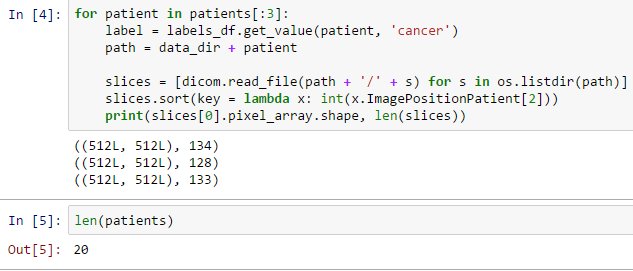 In [4]: for patient in patients[:3]:
label = labels_df.get_value(patient, 'cancer')
path = data_dir + patient
slices = [dicom.read_file(path + '/' + s) for s in os.listdir(path)]
slices.sort(key = lambda x: int(x.ImagePositionPatient[2]))
print(slices[0].pixel_array.shape, len(slices))
((512L, 512L), 134)
((512L, 512L), 128)
((512L, 512L), 133)
In [5]: len(patients)
Out[5]: 20